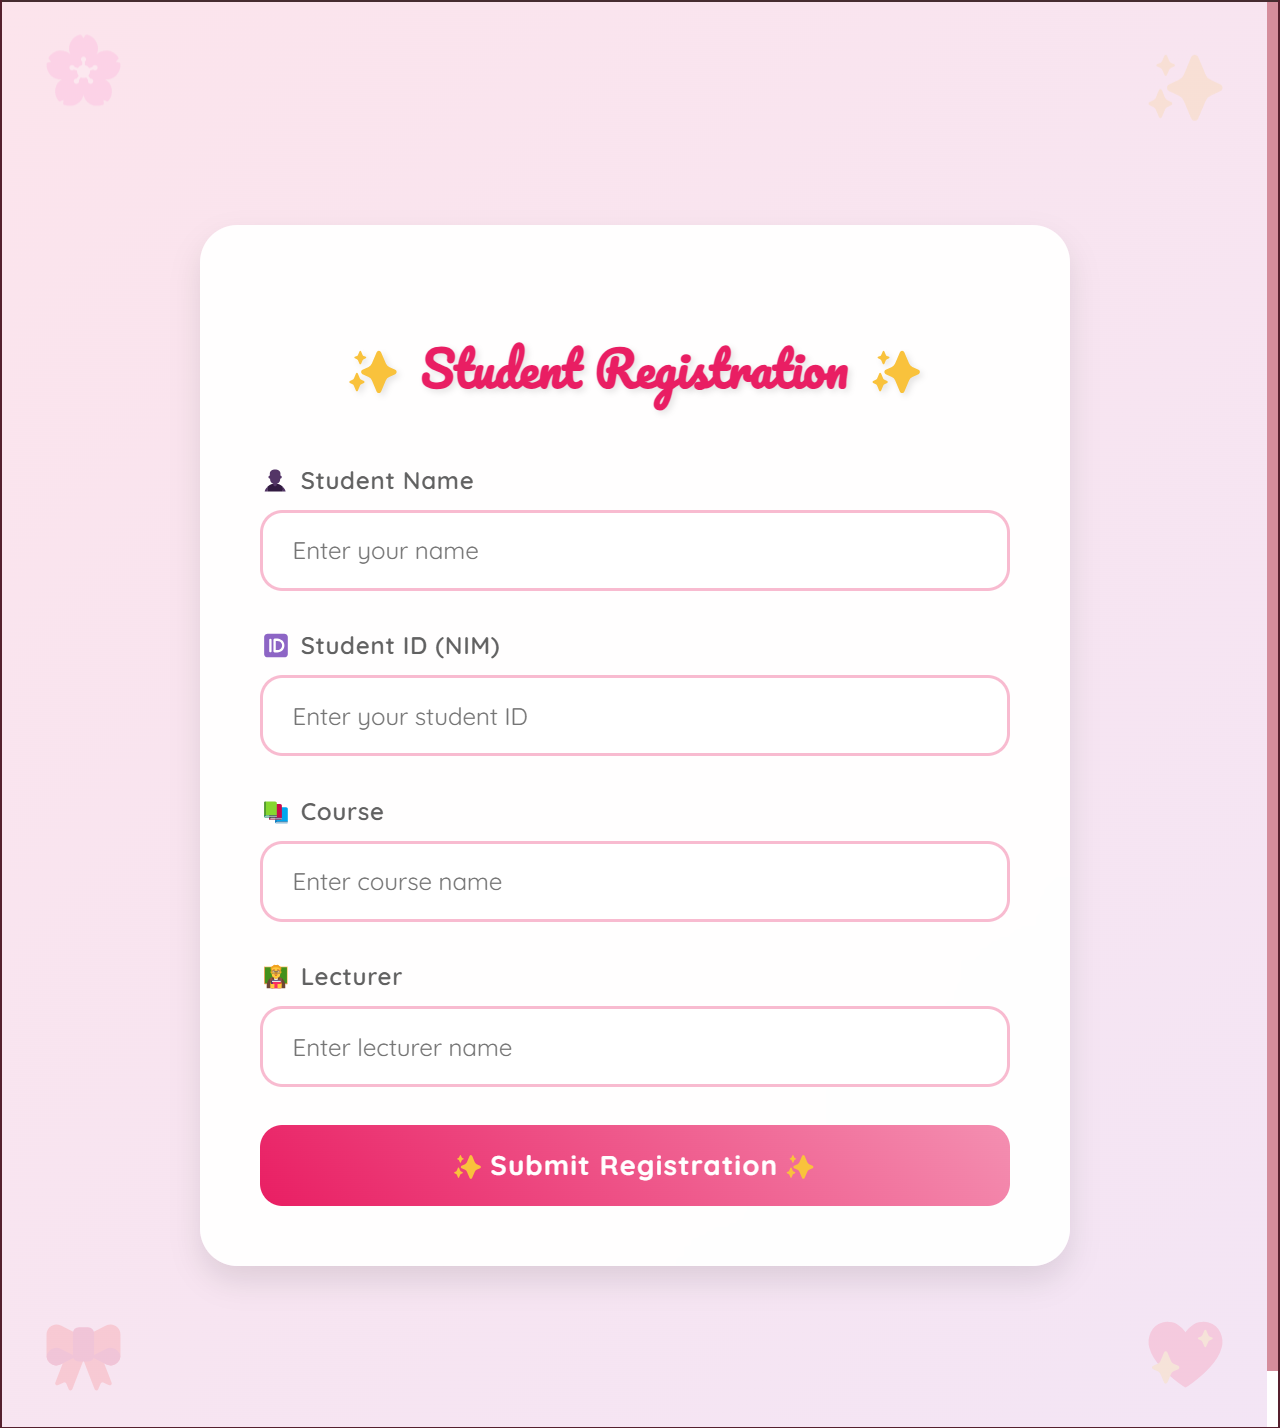 ✨ Student Registration ✨
👤 Student Name
Enter your name
🆔 Student ID (NIM)
Enter your student ID
📚 Course
Enter course name
👩‍🏫 Lecturer
Enter lecturer name
✨ Submit Registration ✨